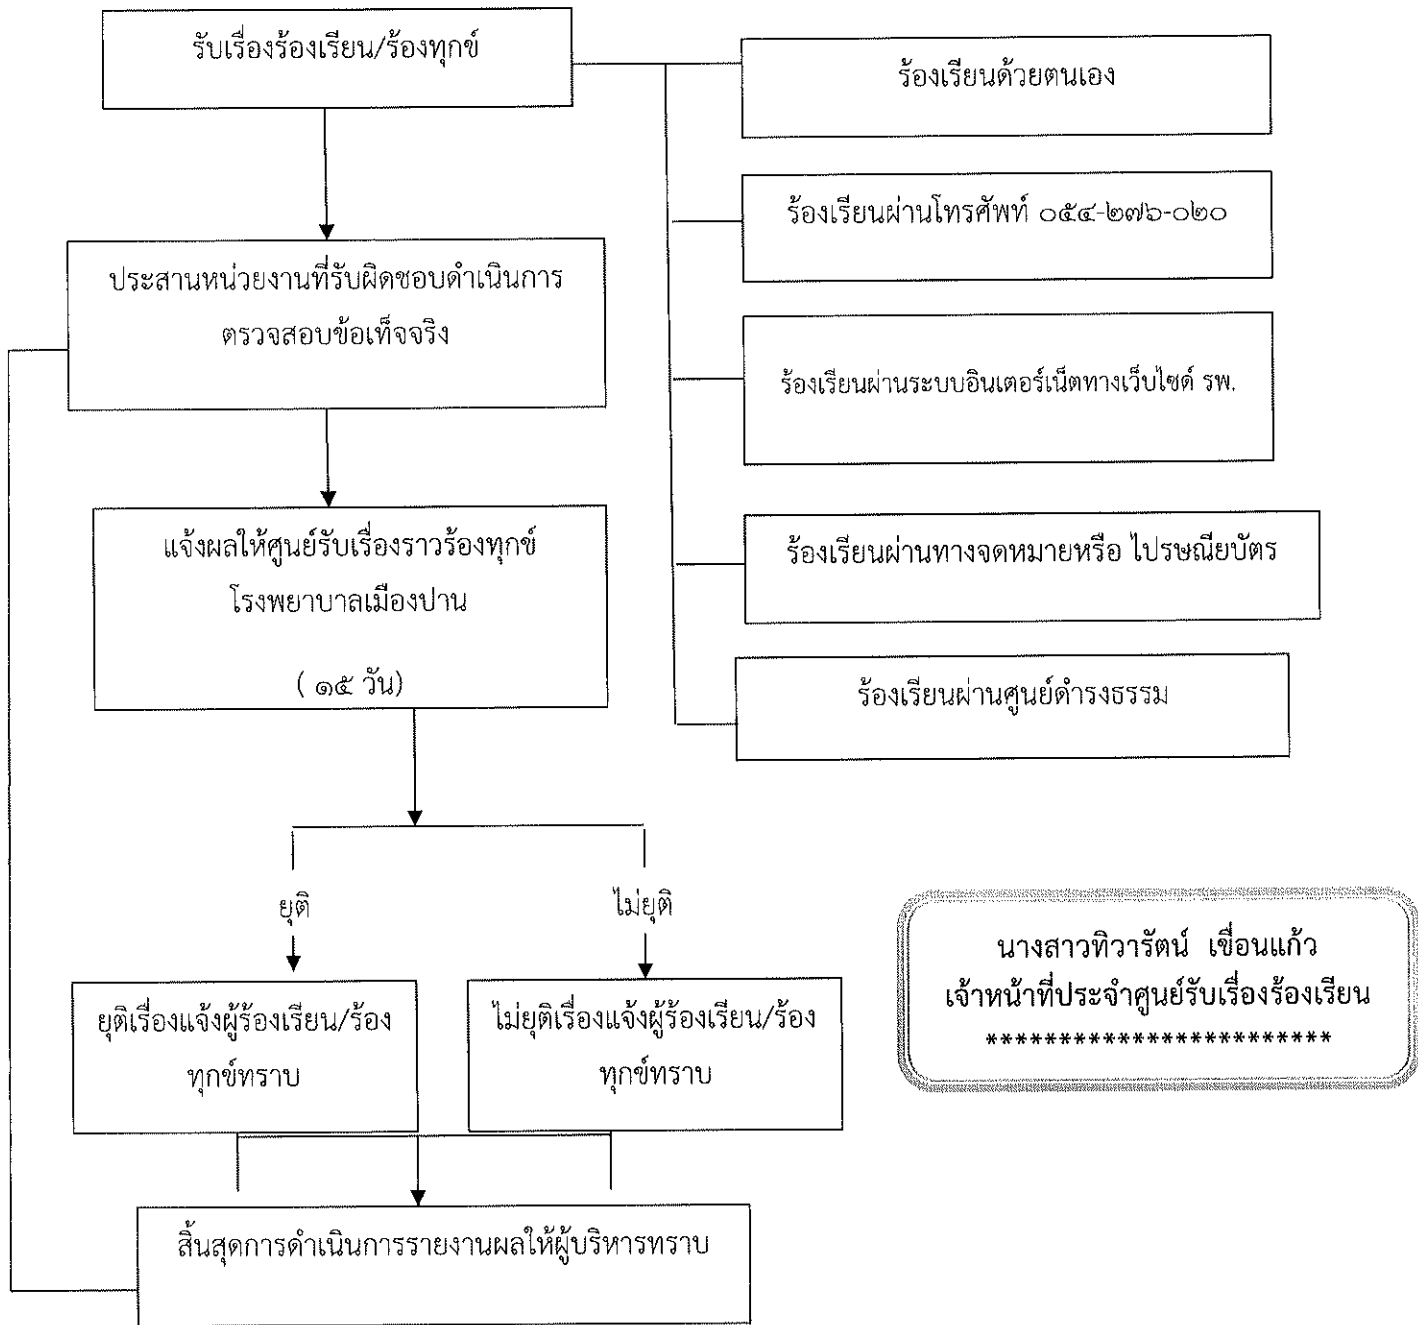 รับเรื่องร้องเรียน/ร้องทุกข์
ร้องเรียนด้วยตนเอง
ร้องเรียนผ่านโทรศัพท์ ๐๕๔-๒๗๖-๐๒๐
ประสานหน่วยงานที่รับผิดชอบดำเนินการ
ตรวจสอบข้อเท็จจริง
ร้องเรียนผ่านระบบอินเตอร์เน็ตทางเว็บไซด์ รพ.
แจ้งผลให้ศูนย์รับเรื่องราวร้องทุกข์
โรงพยาบาลเมืองปาน
( ๑๕ วัน)
ร้องเรียนผ่านทางจดหมายหรือ ไปรษณียบัตร
ร้องเรียนผ่านศูนย์ดำรงธรรม
ยุติ
ไม่ยุติ
ยุติเรื่องแจ้งผู้ร้องเรียน/ร้อง
ทุกข์ทราบ
ไม่ยุติเรื่องแจ้งผู้ร้องเรียน/ร้อง
ทุกข์ทราบ
นางสาวทิวารัตน์ เขื่อนแก้ว
เจ้าหน้าที่ประจำศูนย์รับเรื่องร้องเรียน
************************
สิ้นสุดการดำเนินการรายงานผลให้ผู้บริหารทราบ